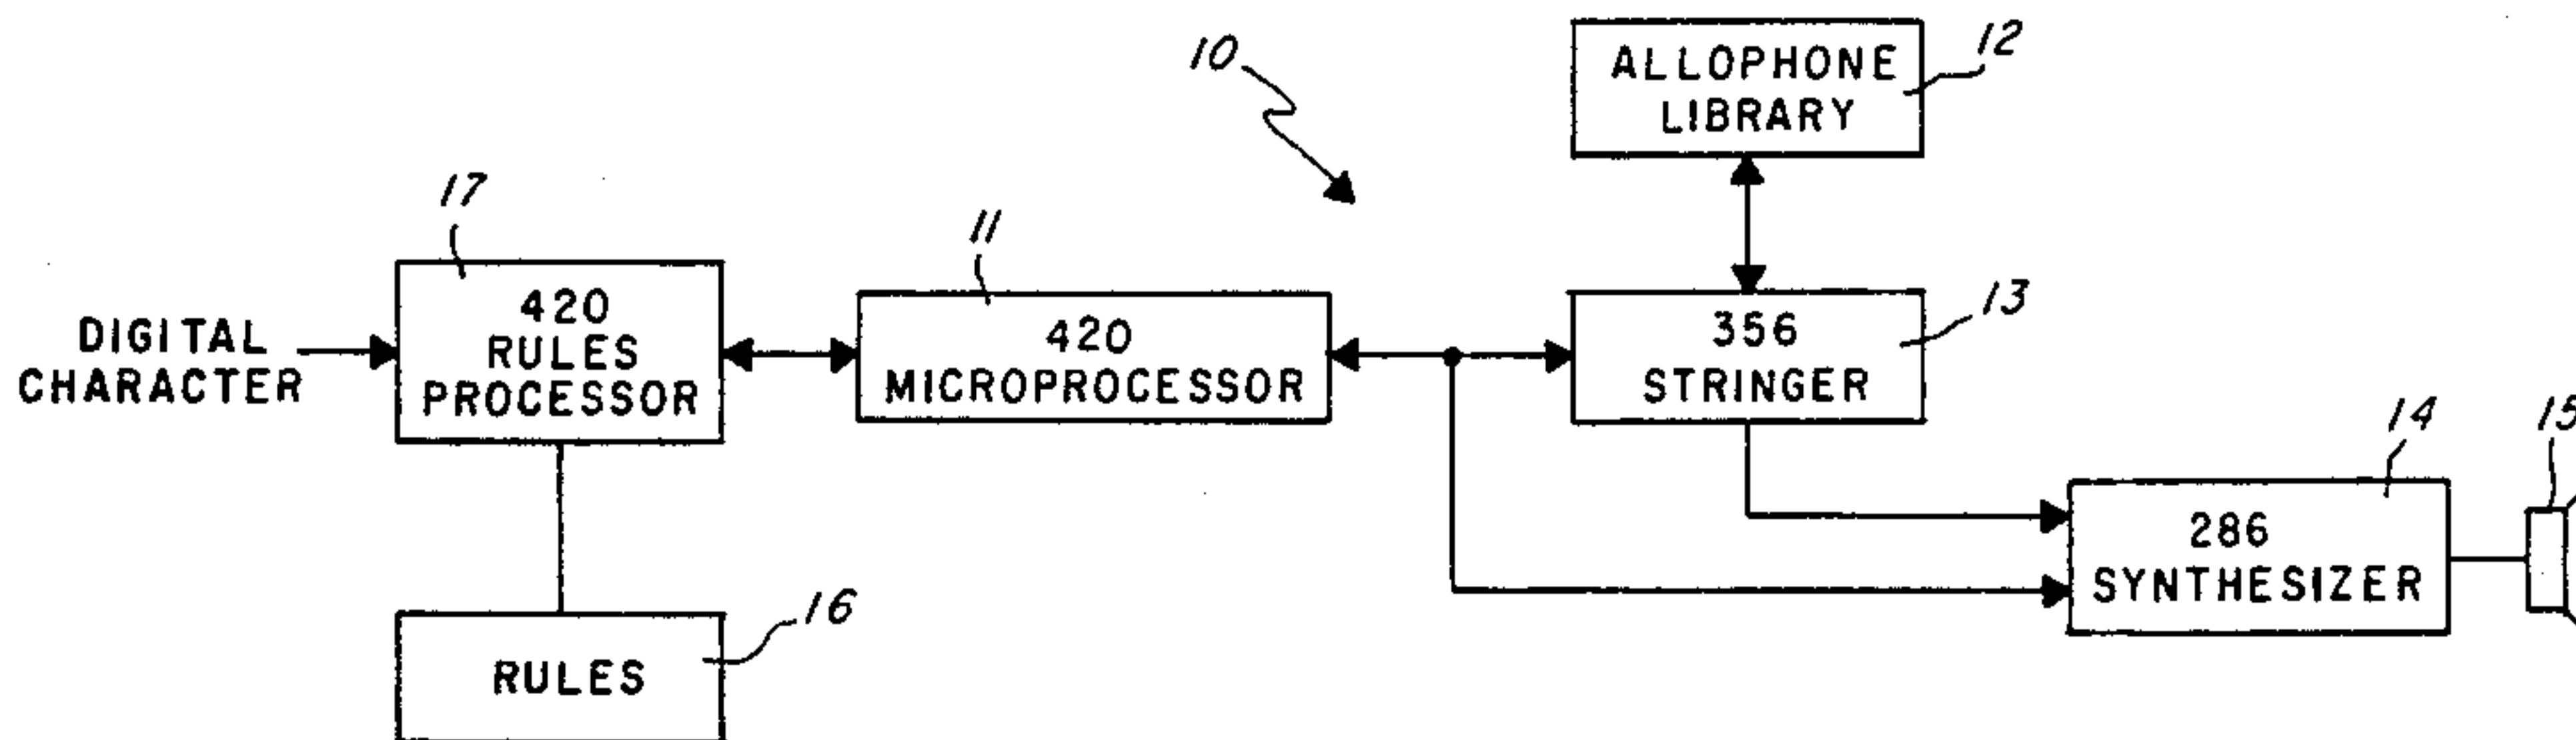 10
ALLOPHONE
LIBRARY
12
17
11
DIGITAL
CHARACTER
420
RULES
PROCESSOR
420
MICROPROCESSOR
356
STRINGER
13
14
15
286
SYNTHESIZER
16
RULES